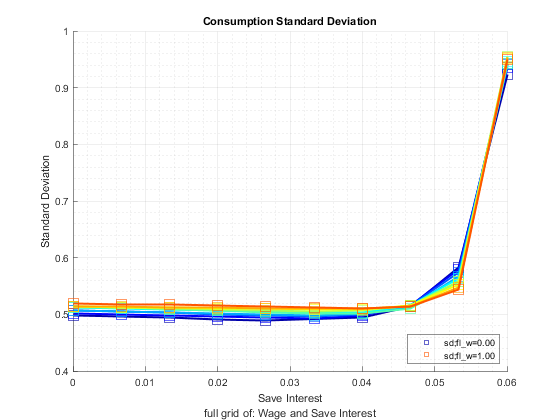 Consumption Standard Deviation
1
0.9
0.8
0.7
0.6
0.5
0.4
Standard Deviation
0
0.01
0.02
0.03
0.04
0.05
0.06
sd;fl_w=0.00
sd;fl_w=1.00
Save Interest
full grid of: Wage and Save Interest